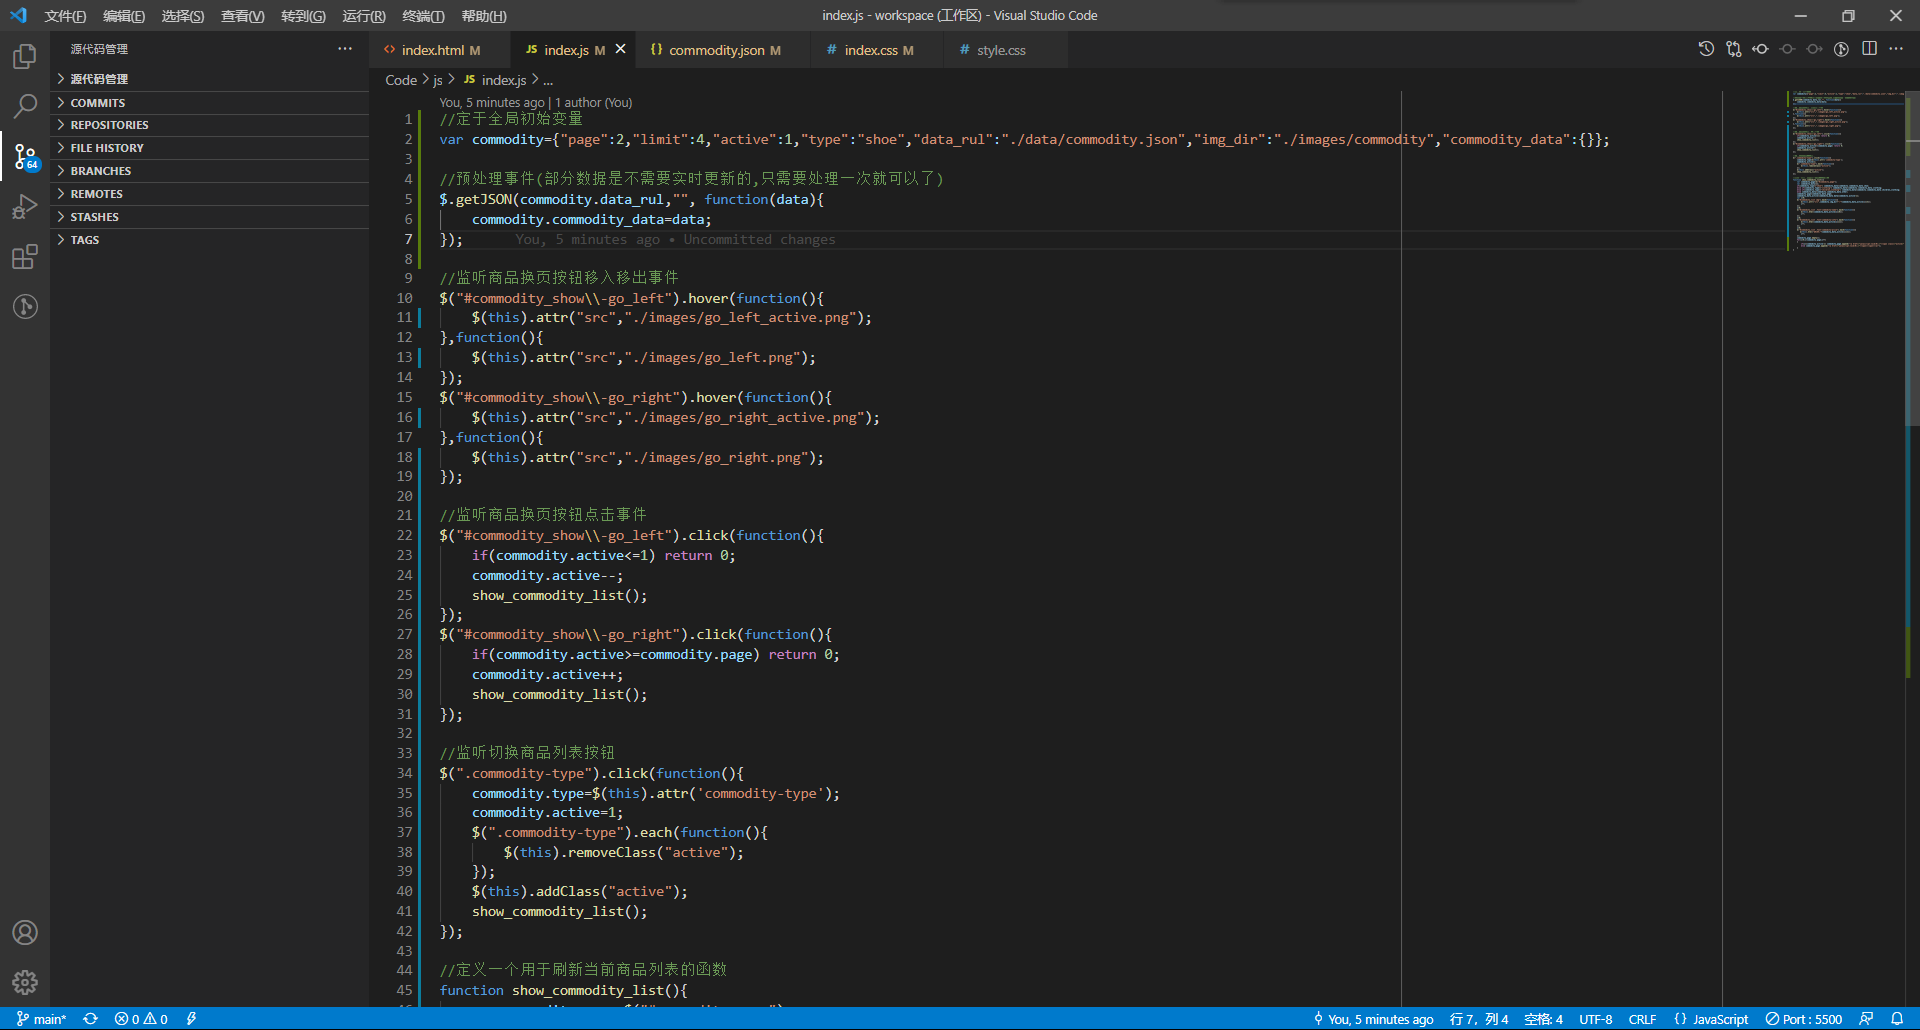 文件(F) 编辑(E) 选择(S) 查看(V) 转到(G) 运行(R) 终端(T) 帮助(H)
index.js - workspace (工作区) - Visual Studio Code
源代码管理
源代码管理
COMMITS
REPOSITORIES
FILE HISTORY
BRANCHES
REMOTES
STASHES
TAGS
64
<> index.html M
JS index.js M
{} commodity.json M
# index.css M
# style.css
Code > js > JS index.js > ...
You, 5 minutes ago | 1 author (You)
1 //定于全局初始变量
2 var commodity={"page":2,"limit":4,"active":1,"type":"shoe","data_rul":"./data/commodity.json","img_dir":"./images/commodity","commodity_data":{}};
3
4 //预处理事件(部分数据是不需要实时更新的,只需要处理一次就可以了)
5 $.getJSON(commodity.data_rul,"", function(data){
6 commodity.commodity_data=data;
7 }); You, 5 minutes ago • Uncommitted changes
8
9 //监听商品换页按钮移入移出事件
10 $("#commodity_show\\-go_left").hover(function(){
11 $(this).attr("src","./images/go_left_active.png");
12 },function(){
13 $(this).attr("src","./images/go_left.png");
14 });
15 $("#commodity_show\\-go_right").hover(function(){
16 $(this).attr("src","./images/go_right_active.png");
17 },function(){
18 $(this).attr("src","./images/go_right.png");
19 });
20
21 //监听商品换页按钮点击事件
22 $("#commodity_show\\-go_left").click(function(){
23 if(commodity.active<=1) return 0;
24 commodity.active--;
25 show_commodity_list();
26 });
27 $("#commodity_show\\-go_right").click(function(){
28 if(commodity.active>=commodity.page) return 0;
29 commodity.active++;
30 show_commodity_list();
31 });
32
33 //监听切换商品列表按钮
34 $(".commodity-type").click(function(){
35 commodity.type=$(this).attr('commodity-type');
36 commodity.active=1;
37 $(".commodity-type").each(function(){
38 $(this).removeClass("active");
39 });
40 $(this).addClass("active");
41 show_commodity_list();
42 });
43
44 //定义一个用于刷新当前商品列表的函数
45 function show_commodity_list(){
main* 0 0
You, 5 minutes ago 行 7，列 4 空格: 4 UTF-8 CRLF {} JavaScript Port : 5500